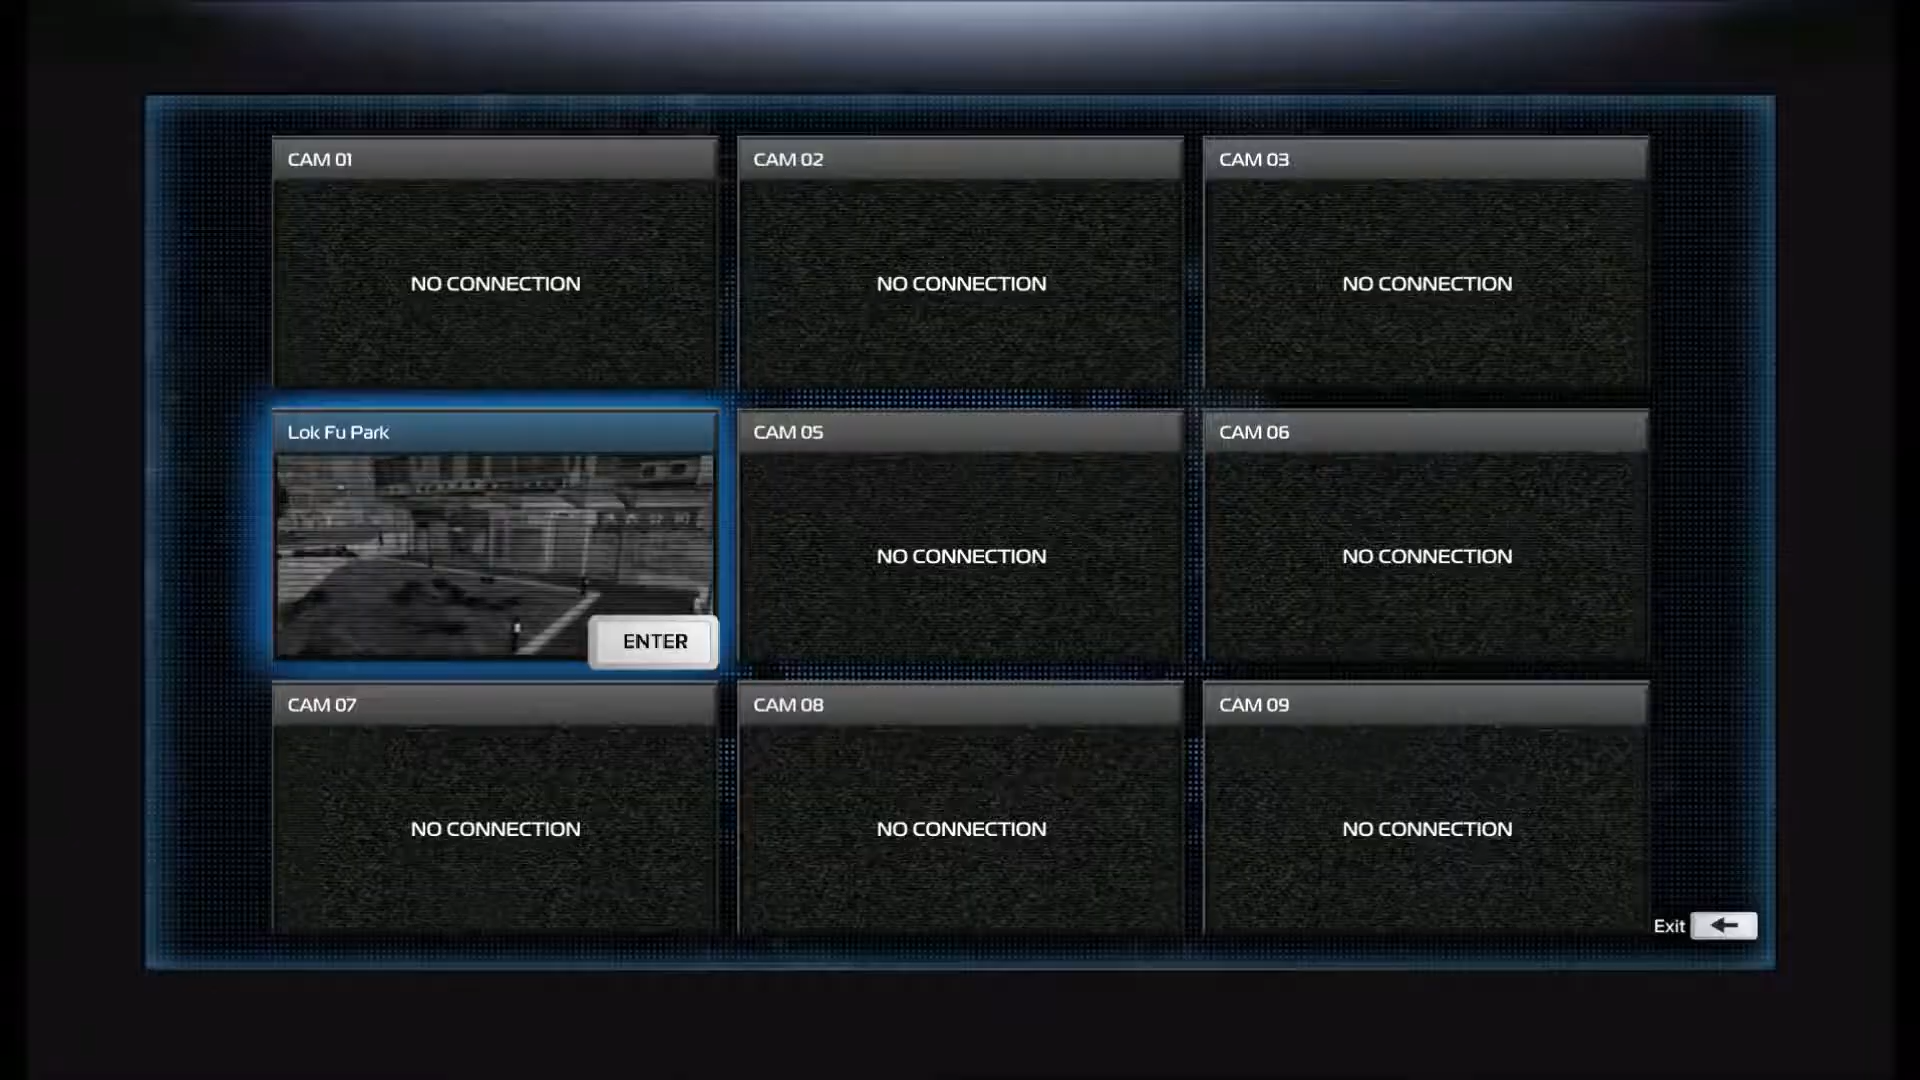 CAM 01
CAM 02
CAM 03
NO CONNECTION
NO CONNECTION
NO CONNECTION
Lok Fu Park
CAM 05
CAM 06
ENTER
NO CONNECTION
NO CONNECTION
CAM 07
CAM 08
CAM 09
NO CONNECTION
NO CONNECTION
NO CONNECTION
Exit